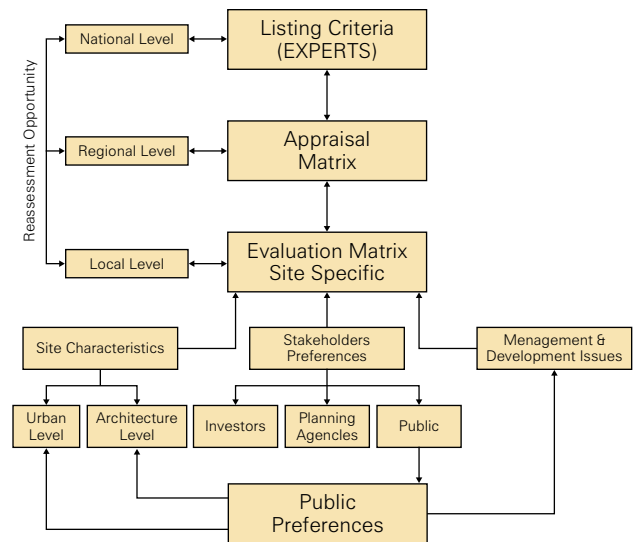 National Level
Listing Criteria
(EXPERTS)
Reassessment Opportunity
Regional Level
Appraisal
Matrix
Local Level
Evaluation Matrix
Site Specific
Site Characteristics
Stakeholders
Preferences
Menagement &
Development Issues
Urban
Level
Architecture
Level
Investors
Planning
Agencies
Public
Public
Preferences